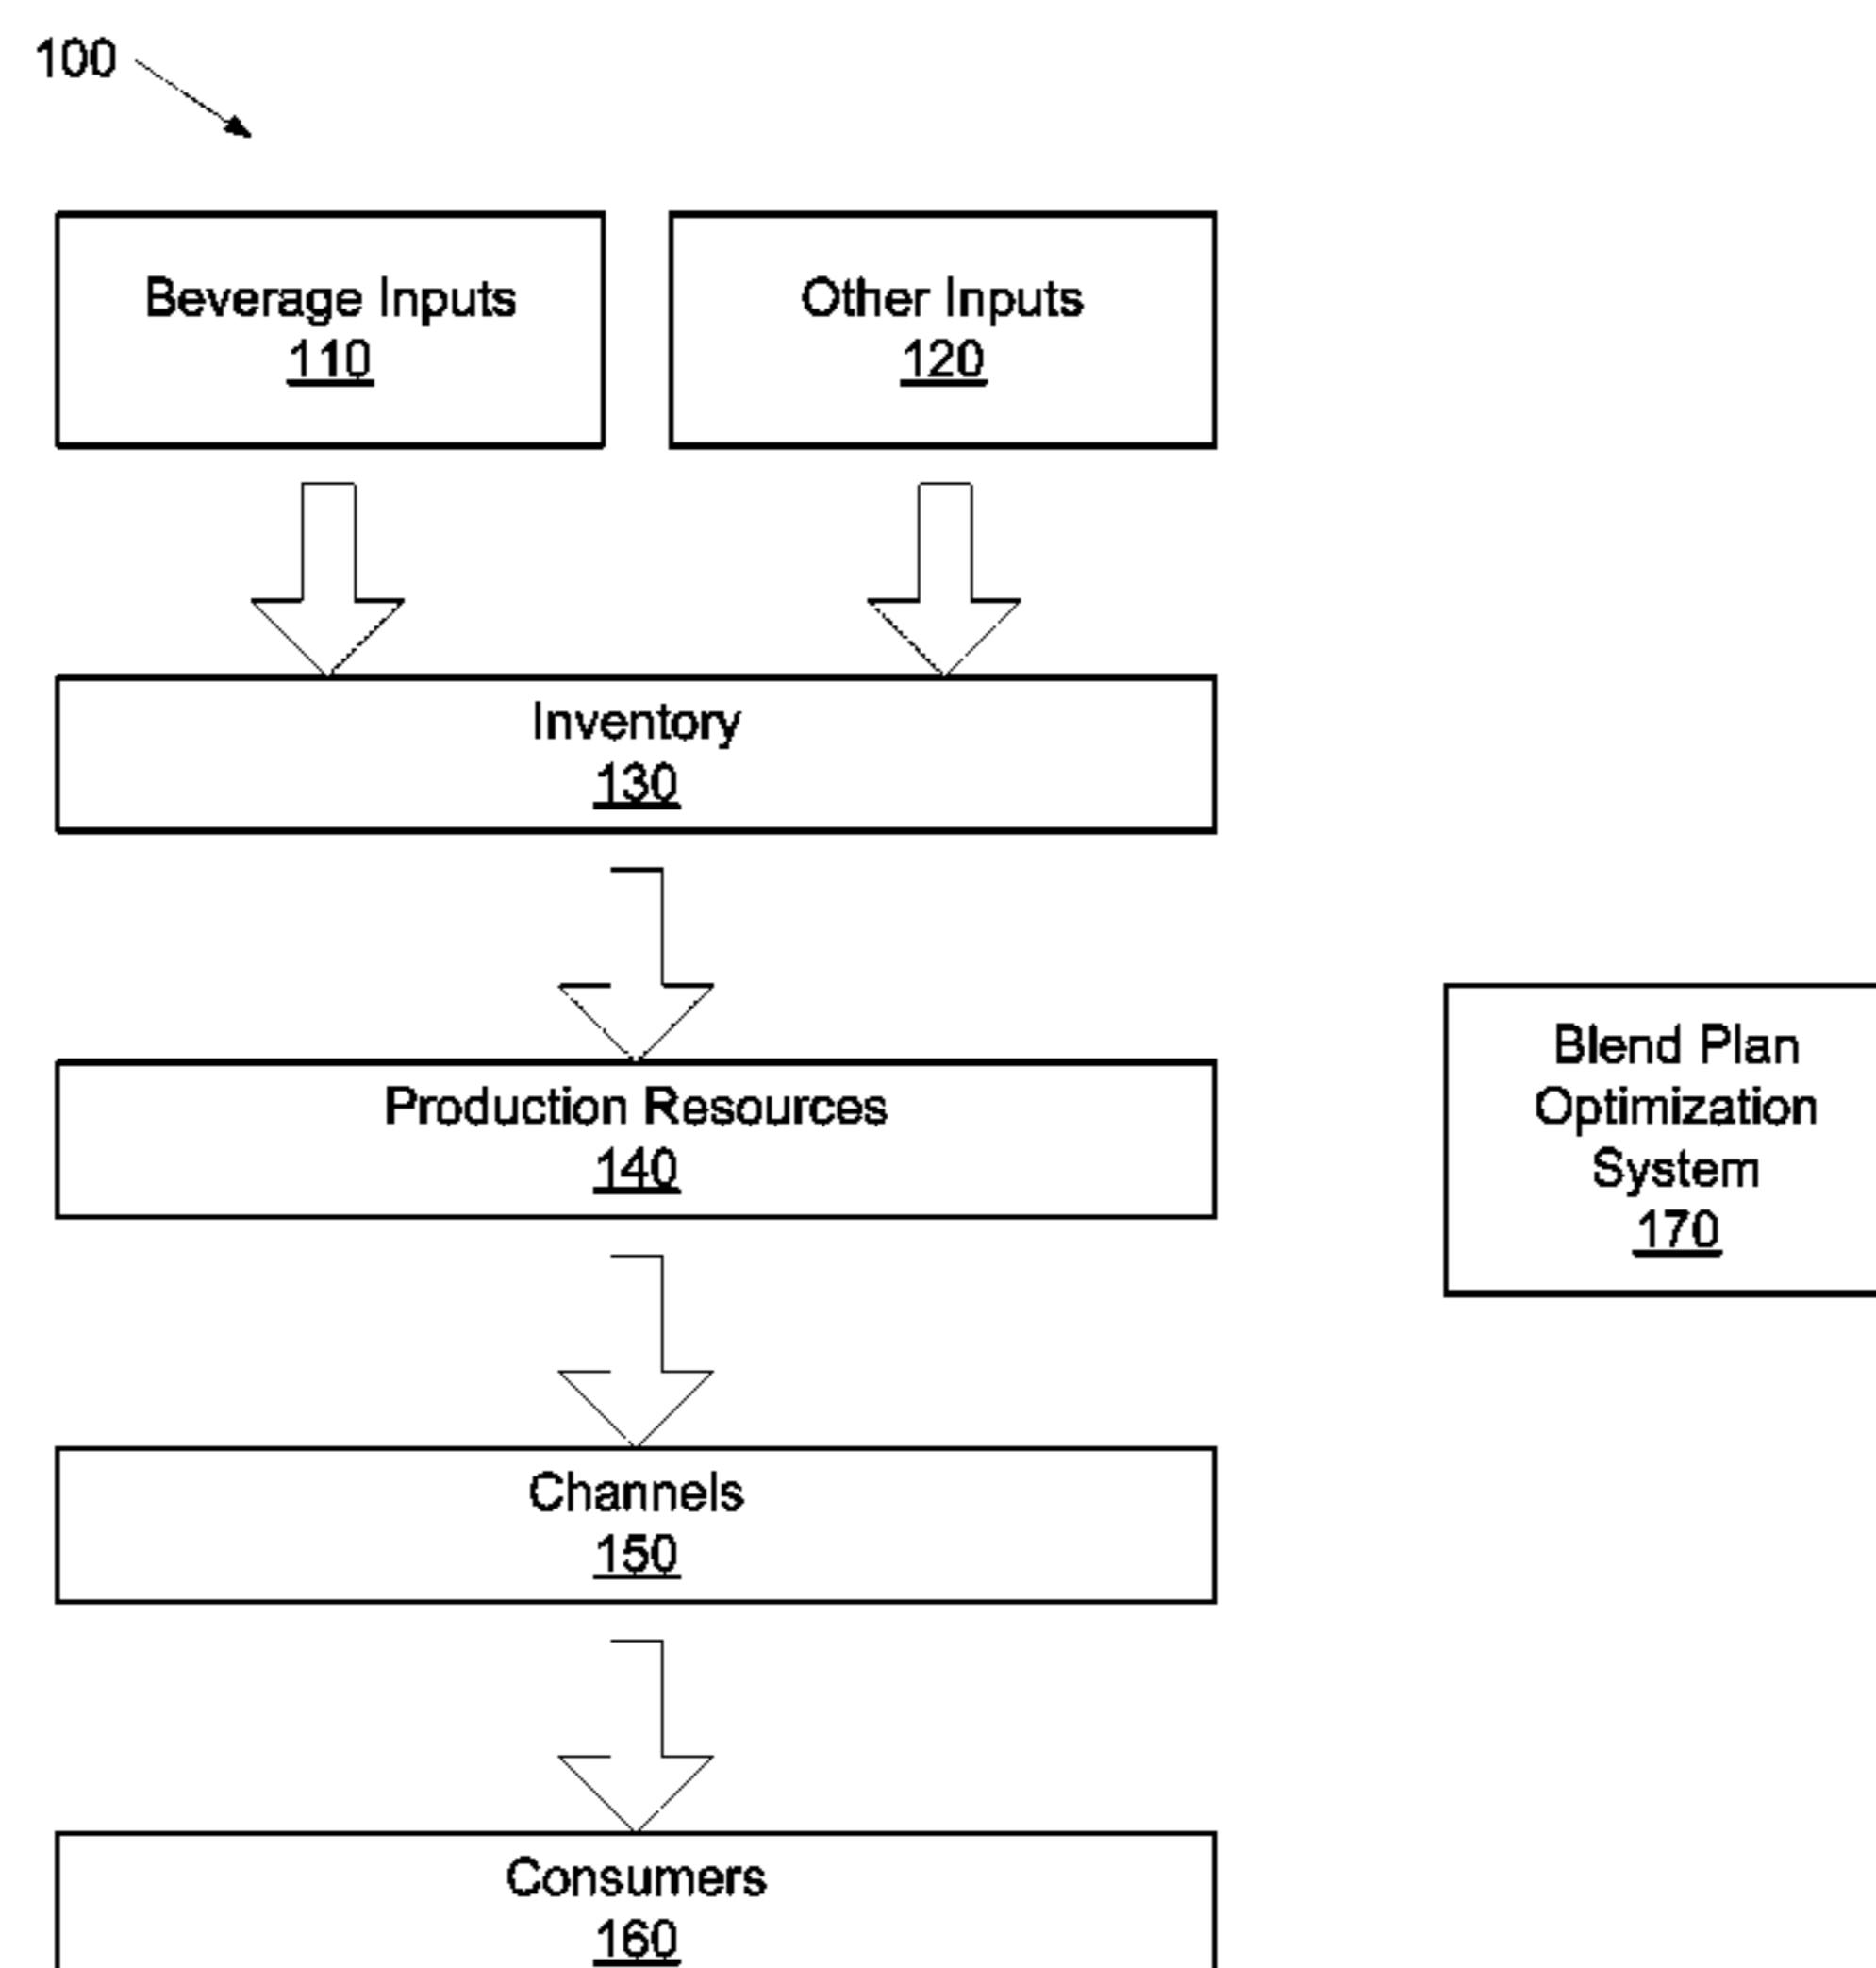 100
Beverage Inputs
110
Other Inputs
120
Inventory
130
Production Resources
140
Blend Plan
Optimization
System
170
Channels
150
Consumers
160